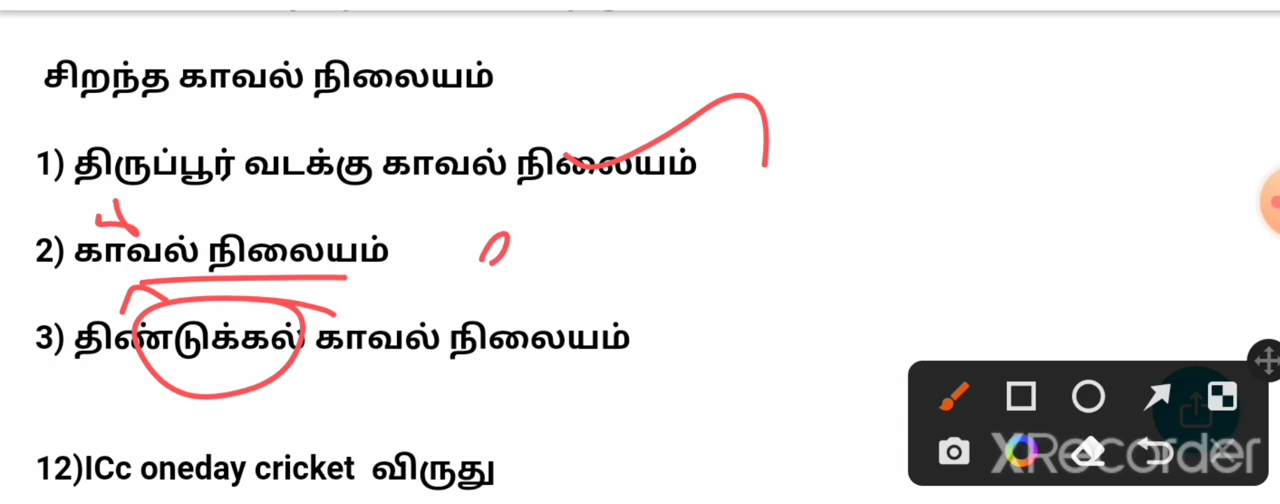 சிறந்த காவல் நிலையம்
1) திருப்பூர் வடக்கு காவல் நிலையம்
2) காவல் நிலையம்
3) திண்டுக்கல் காவல் நிலையம்
12)ICc oneday cricket விருது
XRecorder